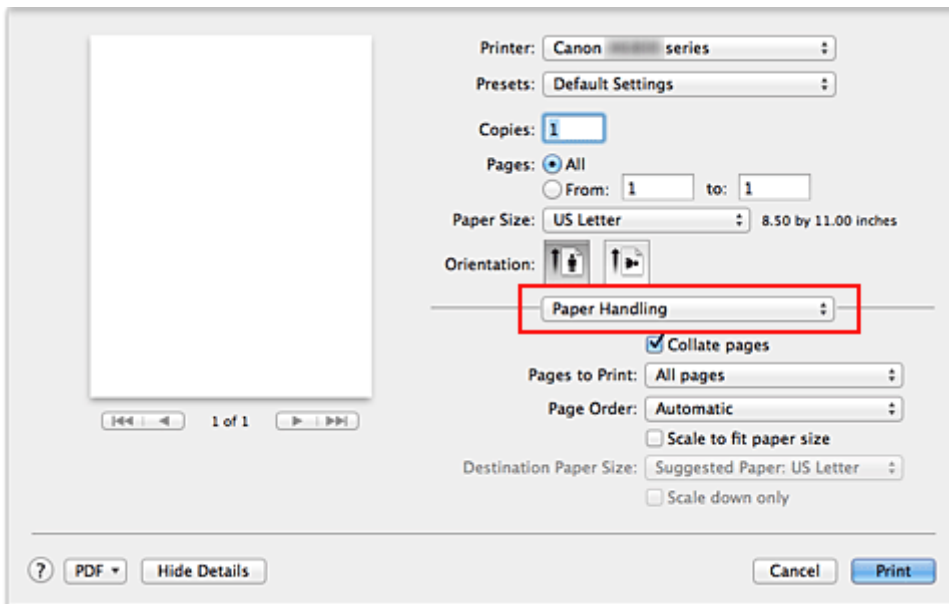 Printer: Canon series
Presets: Default Settings
Copies: 1
Pages: All
From: 1 to: 1
Paper Size: US Letter 8.50 by 11.00 inches
Orientation:
Paper Handling
Collate pages
Pages to Print: All pages
Page Order: Automatic
Scale to fit paper size
Destination Paper Size: Suggested Paper: US Letter
Scale down only
1 of 1
? PDF Hide Details Cancel Print